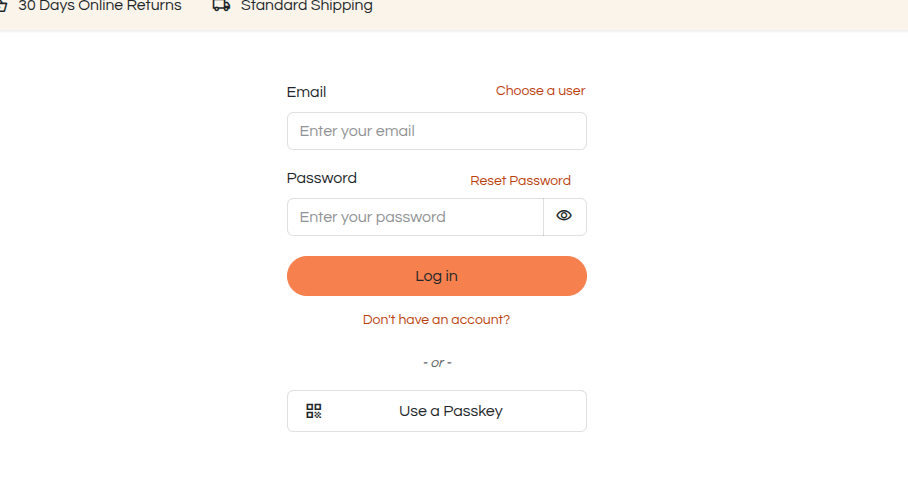 30 Days Online Returns
Standard Shipping
Email
Choose a user
Enter your email
Password
Reset Password
Enter your password
Log in
Don't have an account?
- or -
Use a Passkey